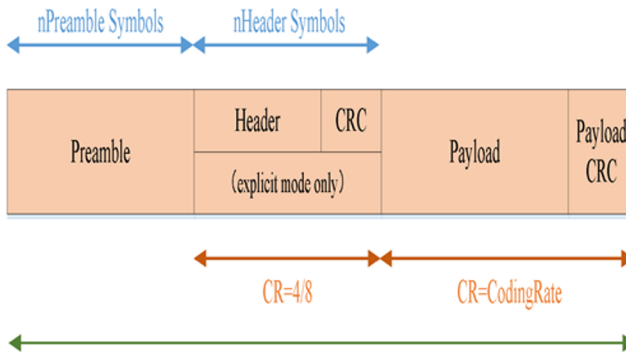 nPreamble Symbols
nHeader Symbols
Preamble
Header
CRC
(explicit mode only)
Payload
Payload
CRC
CR=4/8
CR=CodingRate